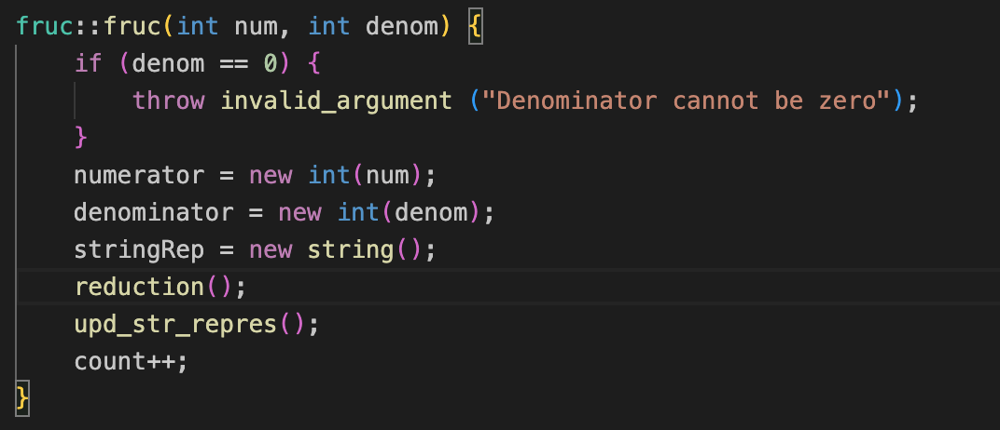 fruc::fruc(int num, int denom) {
    if (denom == 0) {
        throw invalid_argument ("Denominator cannot be zero");
    }
    numerator = new int(num);
    denominator = new int(denom);
    stringRep = new string();
    reduction();
    upd_str_repres();
    count++;
}